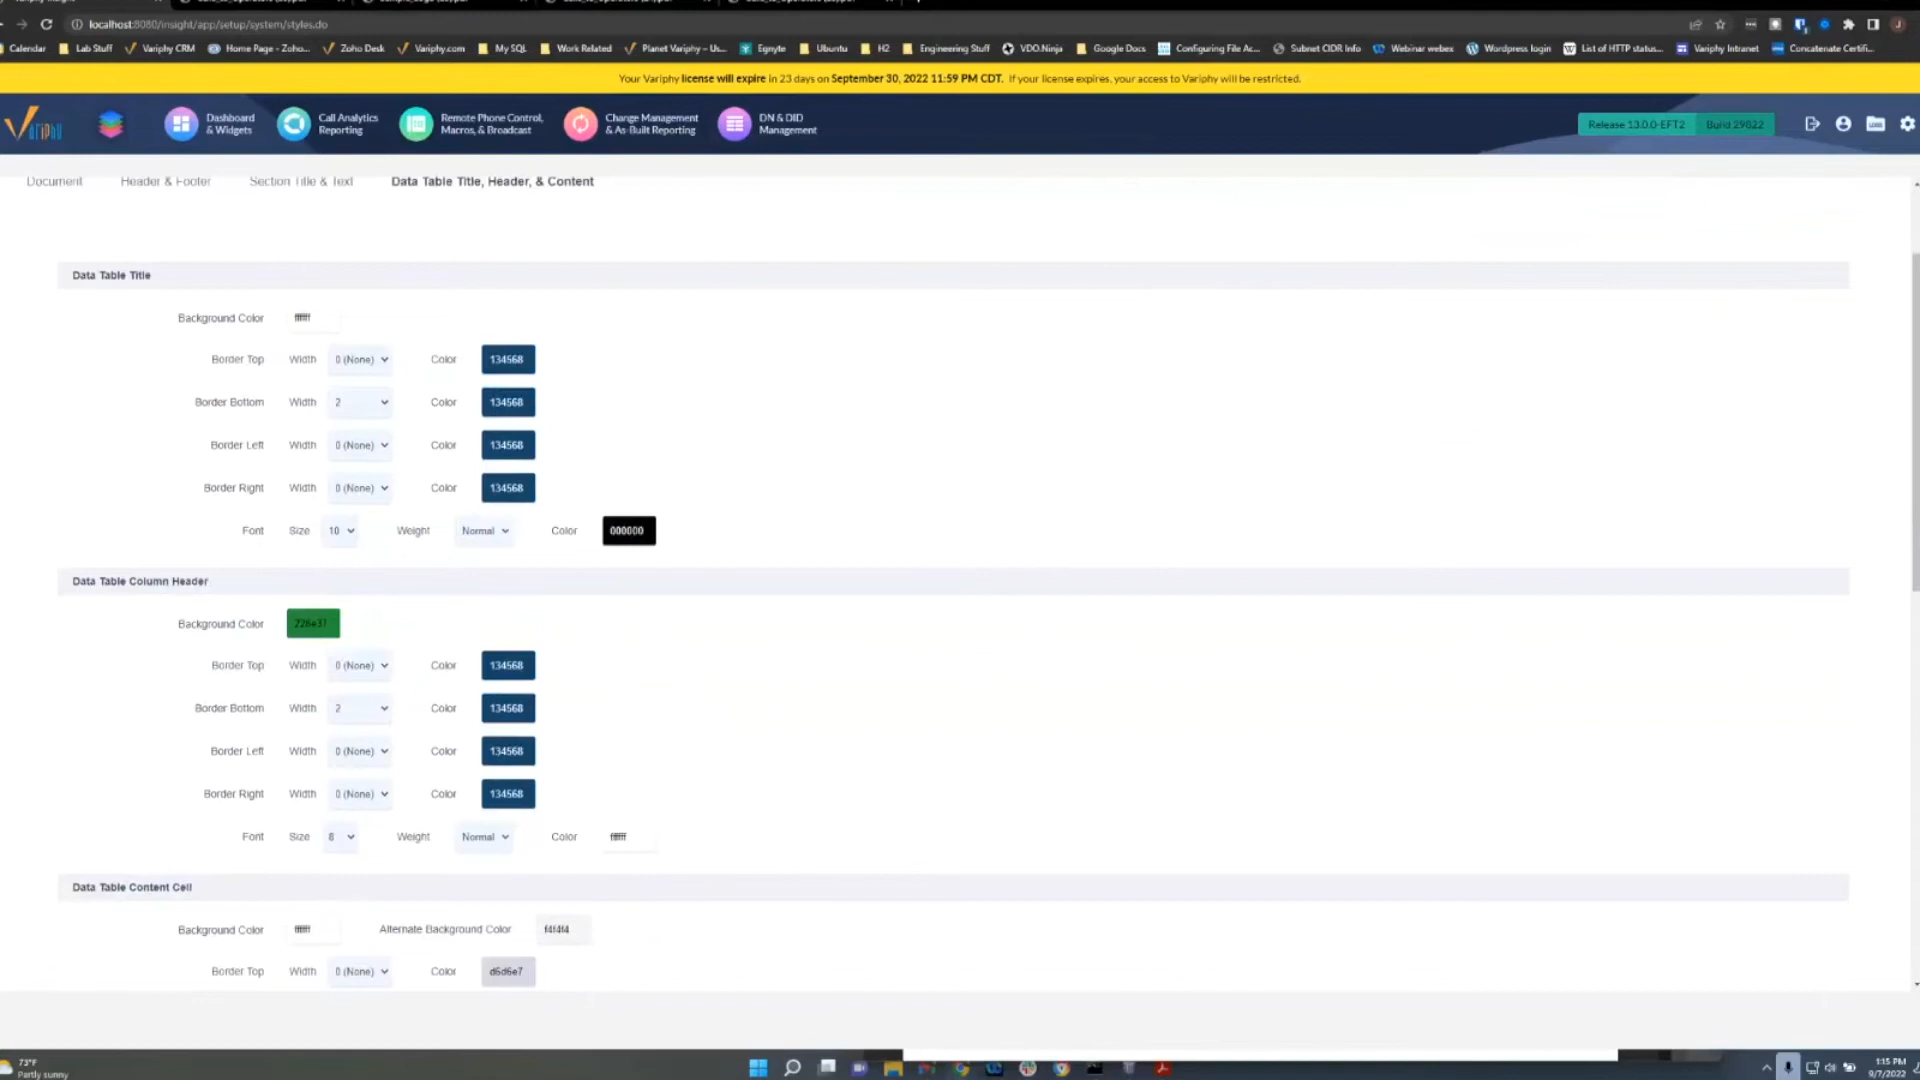 localhost:8080/insight/app/setup/system/styles.do
Calendar Lab Stuff Variphy CRM Home Page - Zoho... Zoho Desk Variphy.com My SQL Work Related Planet Variphy – Us... Egnyte Ubuntu H2 Engineering Stuff VDO.Ninja Google Docs Configuring File Ac... Subnet CIDR Info Webinar webex Wordpress login List of HTTP status... Variphy Intranet Concatenate Certifi...
Your Variphy license will expire in 23 days on September 30, 2022 11:59 PM CDT. If your license expires, your access to Variphy will be restricted.
Variphy
Dashboard & Widgets
Call Analytics Reporting
Remote Phone Control, Macros, & Broadcast
Change Management & As-Built Reporting
DN & DID Management
Release 13.0.0-EFT2 Build 29822
Document Header & Footer Section Title & Text Data Table Title, Header, & Content
Data Table Title
Background Color ffffff
Border Top Width 0 (None) Color 134568
Border Bottom Width 2 Color 134568
Border Left Width 0 (None) Color 134568
Border Right Width 0 (None) Color 134568
Font Size 10 Weight Normal Color 000000
Data Table Column Header
Background Color
Border Top Width 0 (None) Color 134568
Border Bottom Width 2 Color 134568
Border Left Width 0 (None) Color 134568
Border Right Width 0 (None) Color 134568
Font Size 8 Weight Normal Color ffffff
Data Table Content Cell
Background Color ffffff Alternate Background Color f4f4f4
Border Top Width 0 (None) Color d6d6e7
73°F
Partly sunny
1:15 PM
9/7/2022